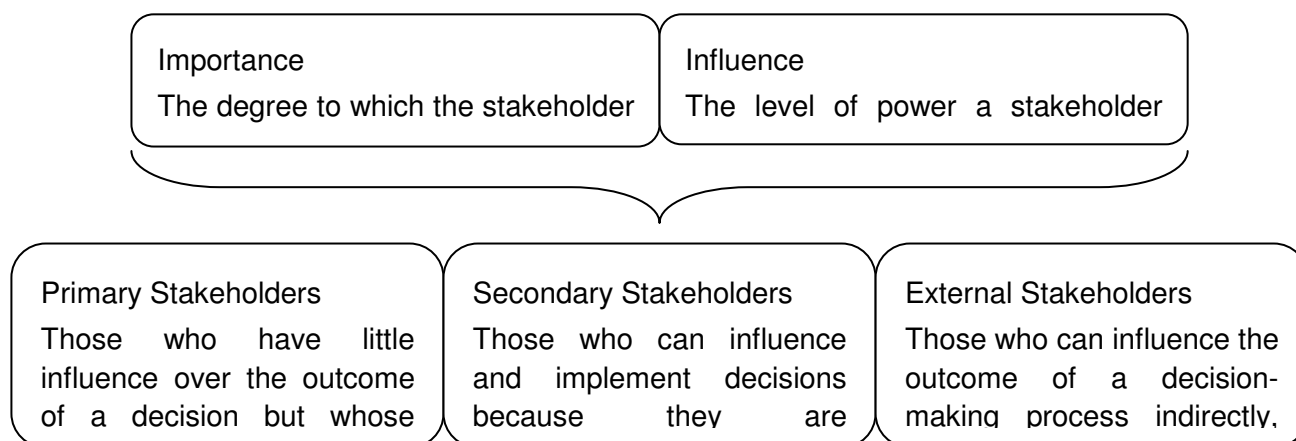 Importance
The degree to which the stakeholder
Influence
The level of power a stakeholder
Primary Stakeholders
Those who have little
influence over the outcome
of a decision but whose
Secondary Stakeholders
Those who can influence
and implement decisions
because they are
External Stakeholders
Those who can influence the
outcome of a decision-
making process indirectly,